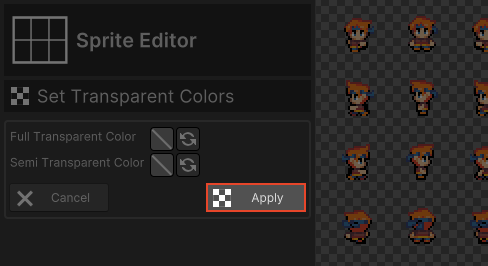 Sprite Editor
Set Transparent Colors
Full Transparent Color
Semi Transparent Color
Cancel
Apply